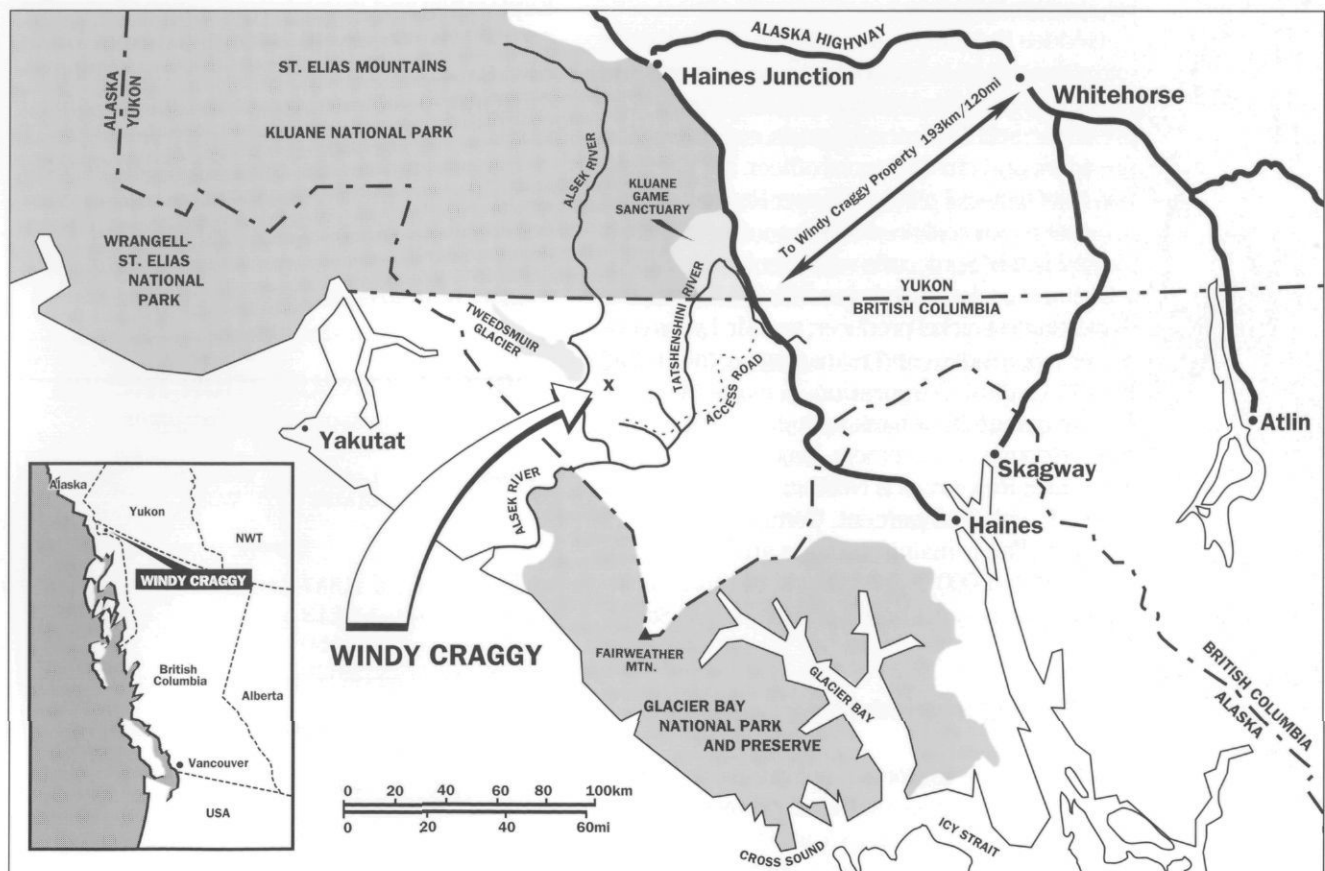 ALASKA HIGHWAY
Haines Junction
Whitehorse
ST. ELIAS MOUNTAINS
KLUANE NATIONAL PARK
ALASKA
YUKON
ALSEK RIVER
KLUANE
GAME
SANCTUARY
To Windy Craggy Property 193km/120mi
WRANGELL-
ST. ELIAS
NATIONAL
PARK
YUKON
BRITISH COLUMBIA
TWEEDSMUIR
GLACIER
TATSHENSHINI RIVER
ACCESS ROAD
x
Yakutat
Atlin
Skagway
Haines
ALSEK RIVER
WINDY CRAGGY
FAIRWEATHER
MTN.
GLACIER BAY
NATIONAL PARK
AND PRESERVE
GLACIER BAY
BRITISH COLUMBIA
ALASKA
ICY STRAIT
CROSS SOUND
0 20 40 60 80 100km
0 20 40 60mi
Alaska
Yukon
NWT
WINDY CRAGGY
British
Columbia
Alberta
Vancouver
USA